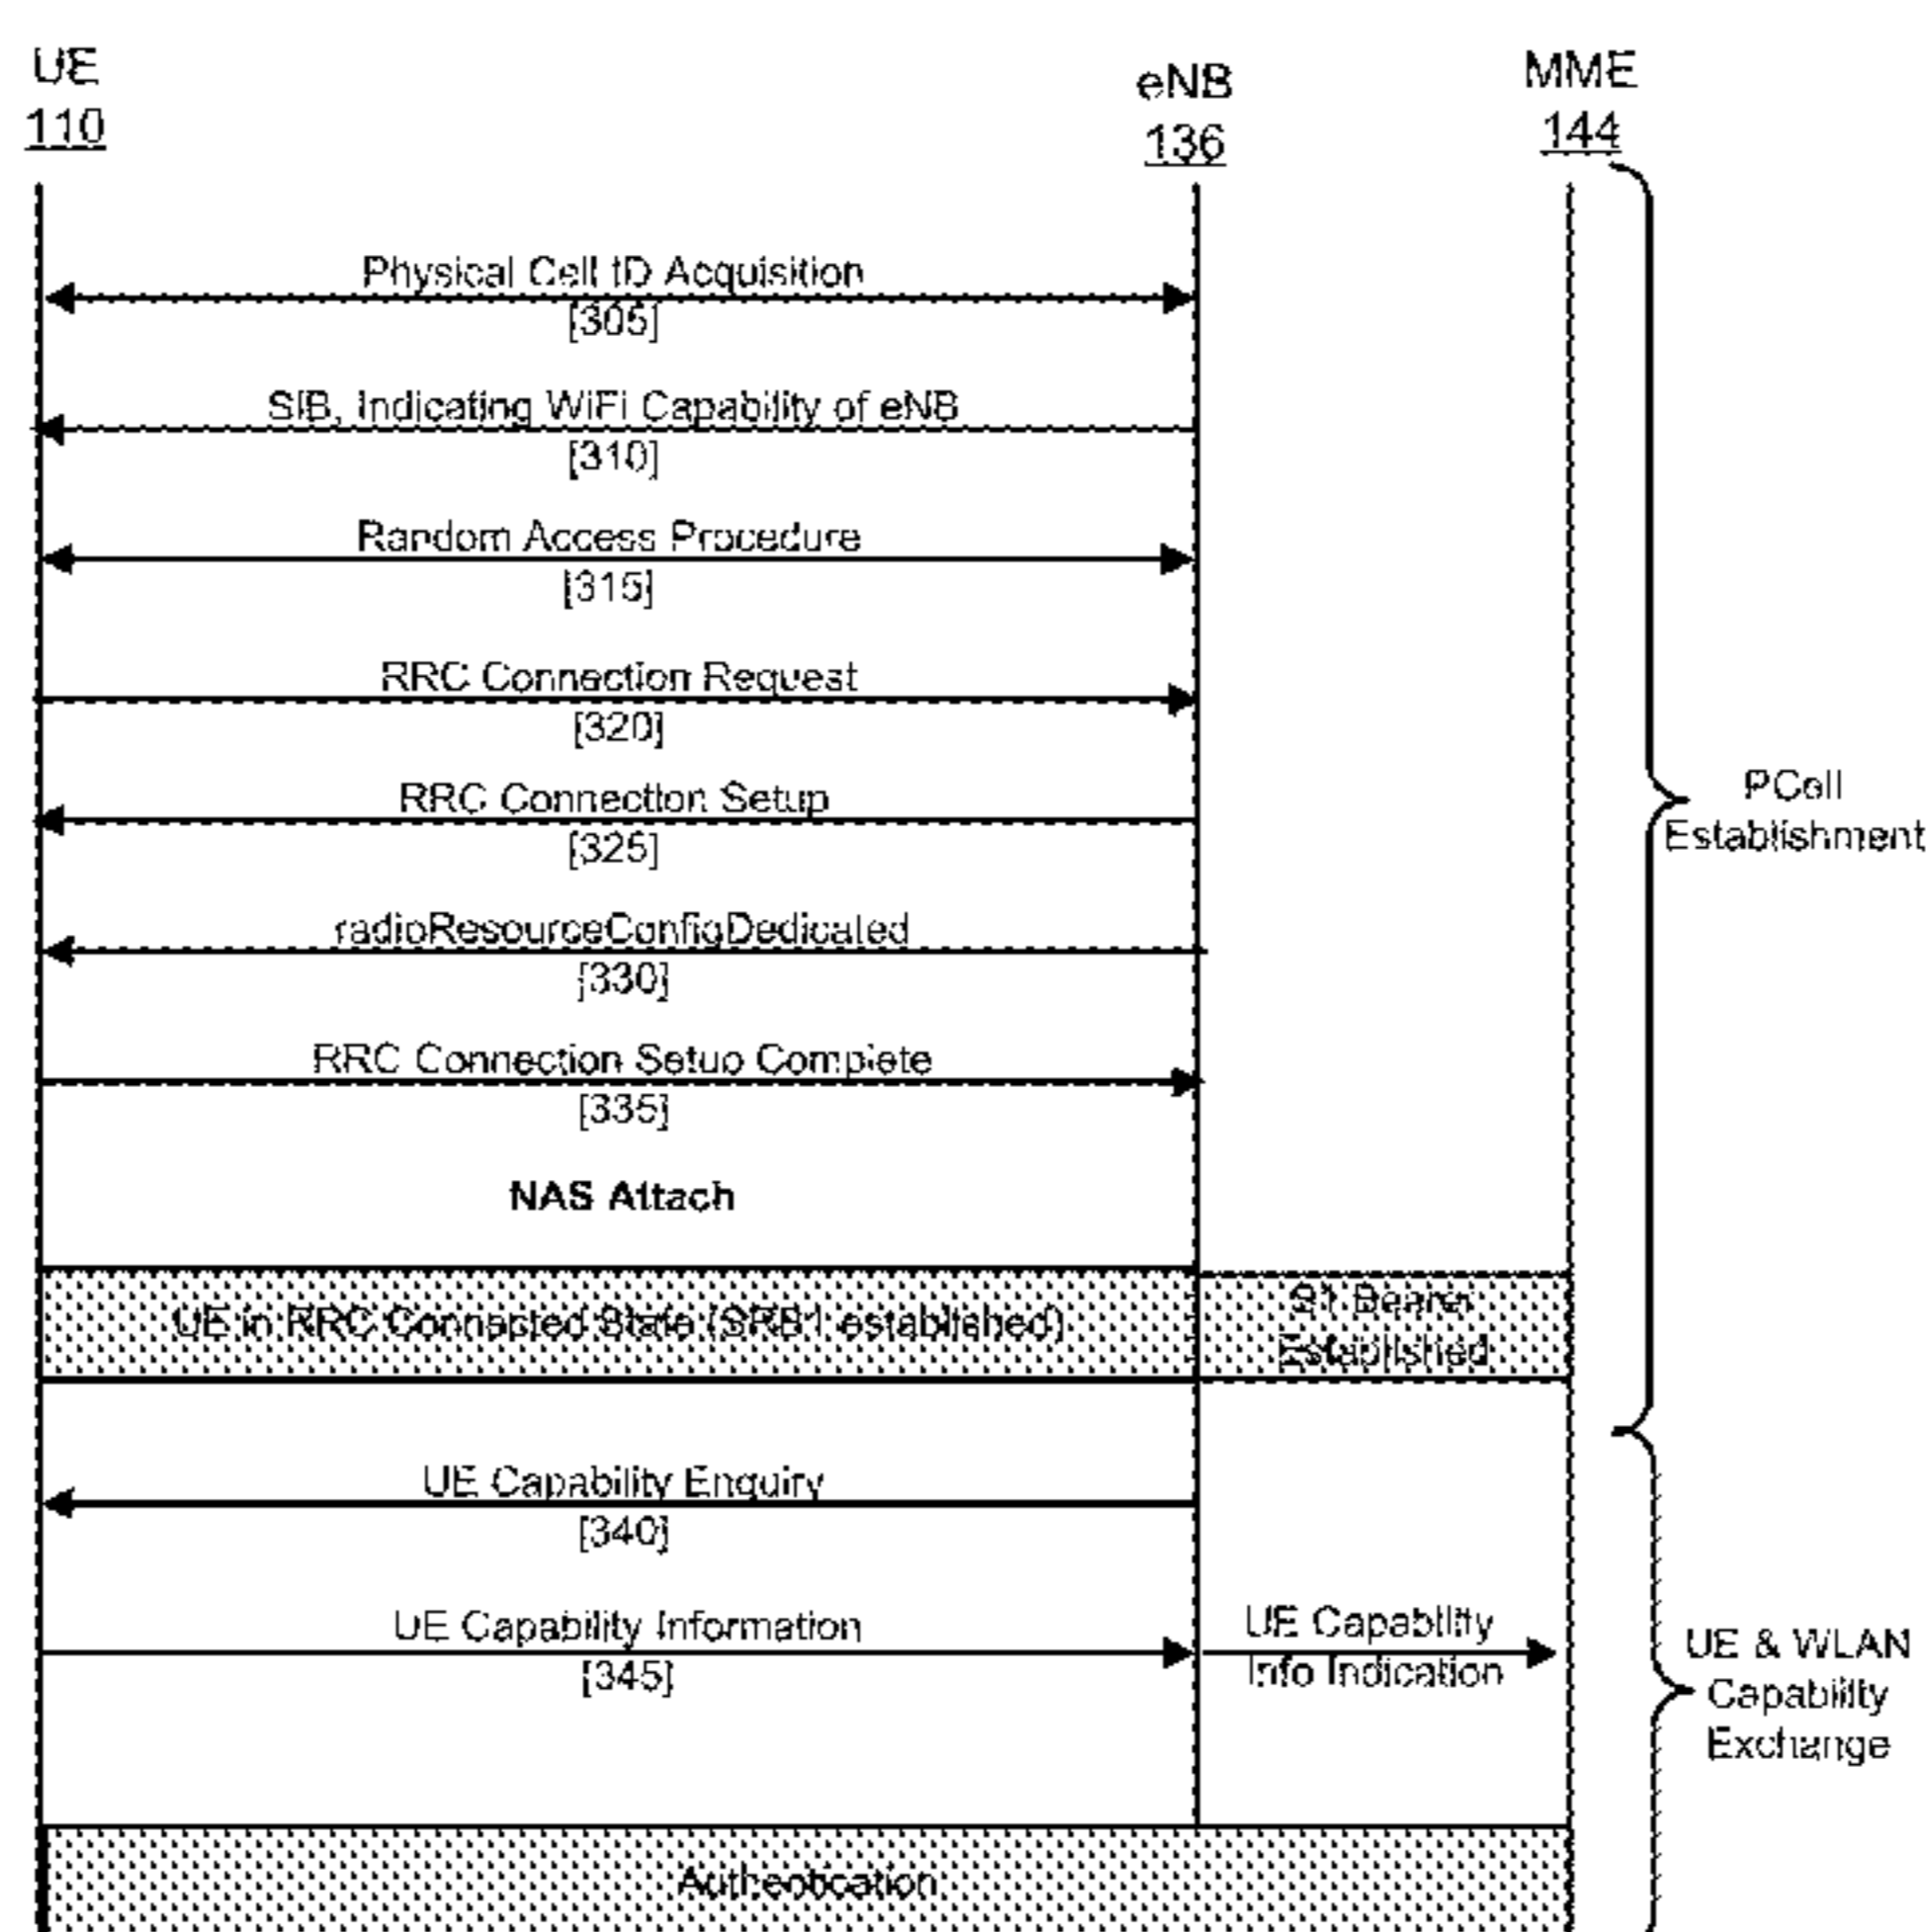 UE
110
eNB
136
MME
144
Physical Cell ID Acquisition
[305]
SIB, Indicating WiFi Capability of eNB
[310]
Random Access Procedure
[315]
RRC Connection Request
[320]
RRC Connection Setup
[325]
PCell
Establishment
radioResourceConfigDedicated
[330]
RRC Connection Setup Complete
[335]
NAS Attach
UE in RRC Connected State (SRB1 established)
S1 Bearer
Established
UE Capability Enquiry
[340]
UE Capability Information
[345]
UE Capability
Info Indication
UE & WLAN
Capability
Exchange
Authentication